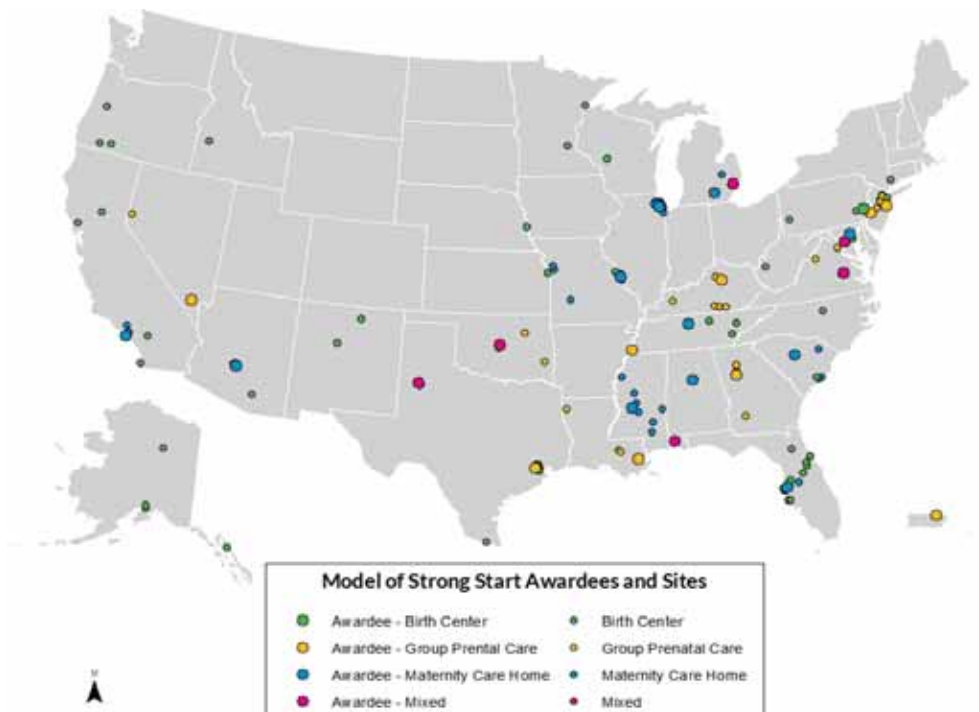 Model of Strong Start Awardees and Sites
Awardee - Birth Center
Birth Center
Awardee - Group Prental Care
Group Prenatal Care
Awardee - Maternity Care Home
Maternity Care Home
Awardee - Mixed
Mixed
N